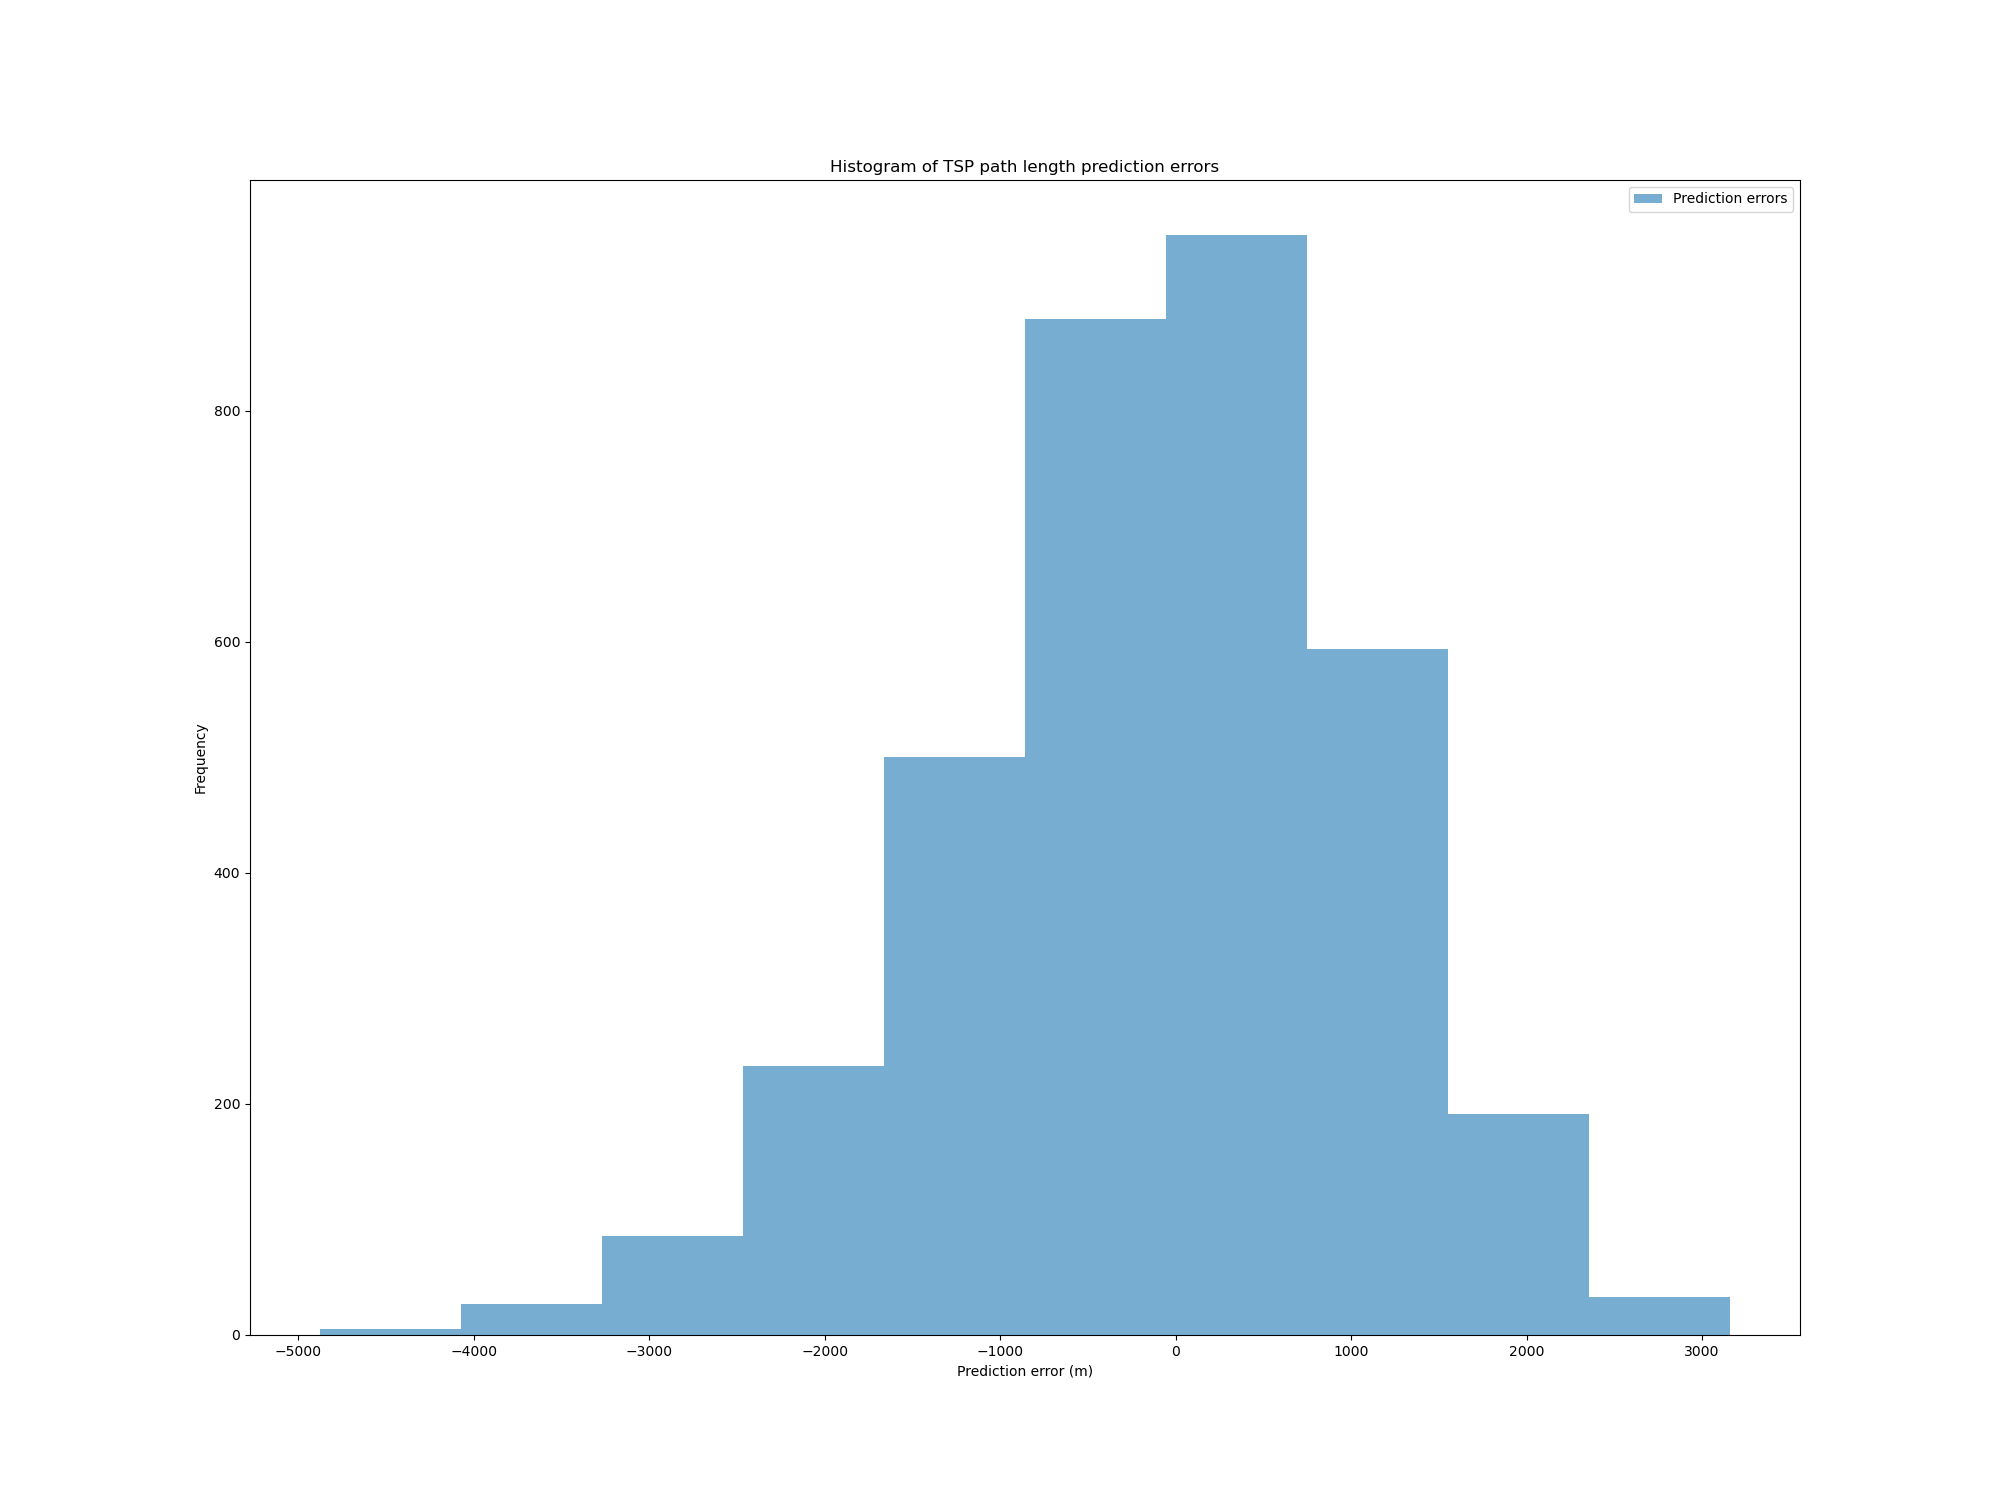 Histogram of TSP path length prediction errors
Prediction errors
800
600
400
200
0
Frequency
−5000 −4000 −3000 −2000 −1000 0 1000 2000 3000
Prediction error (m)